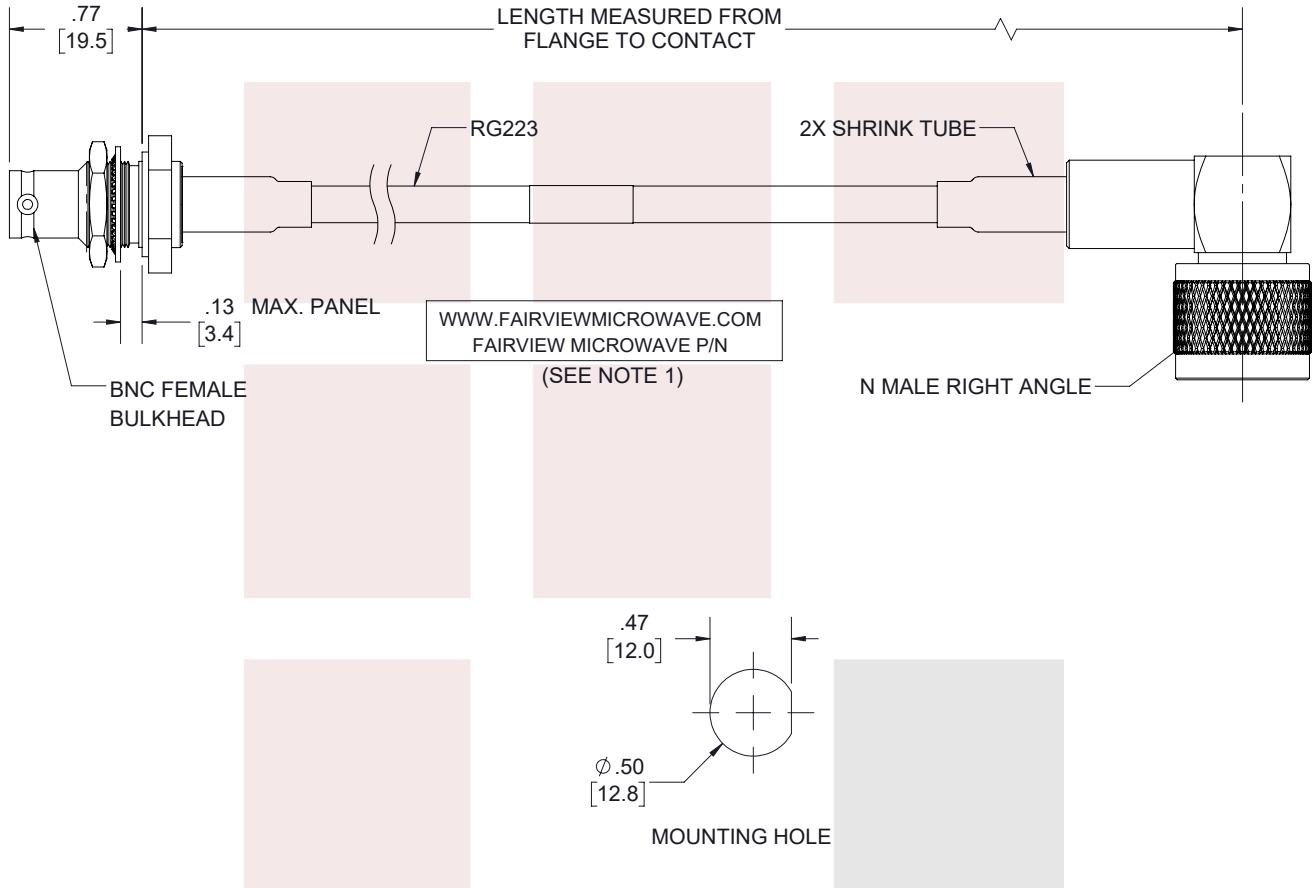 .77
[19.5]
LENGTH MEASURED FROM
FLANGE TO CONTACT
RG223
2X SHRINK TUBE
.13 MAX. PANEL
[3.4]
WWW.FAIRVIEWMICROWAVE.COM
FAIRVIEW MICROWAVE P/N
(SEE NOTE 1)
BNC FEMALE
BULKHEAD
N MALE RIGHT ANGLE
.47
[12.0]
∅.50
[12.8]
MOUNTING HOLE